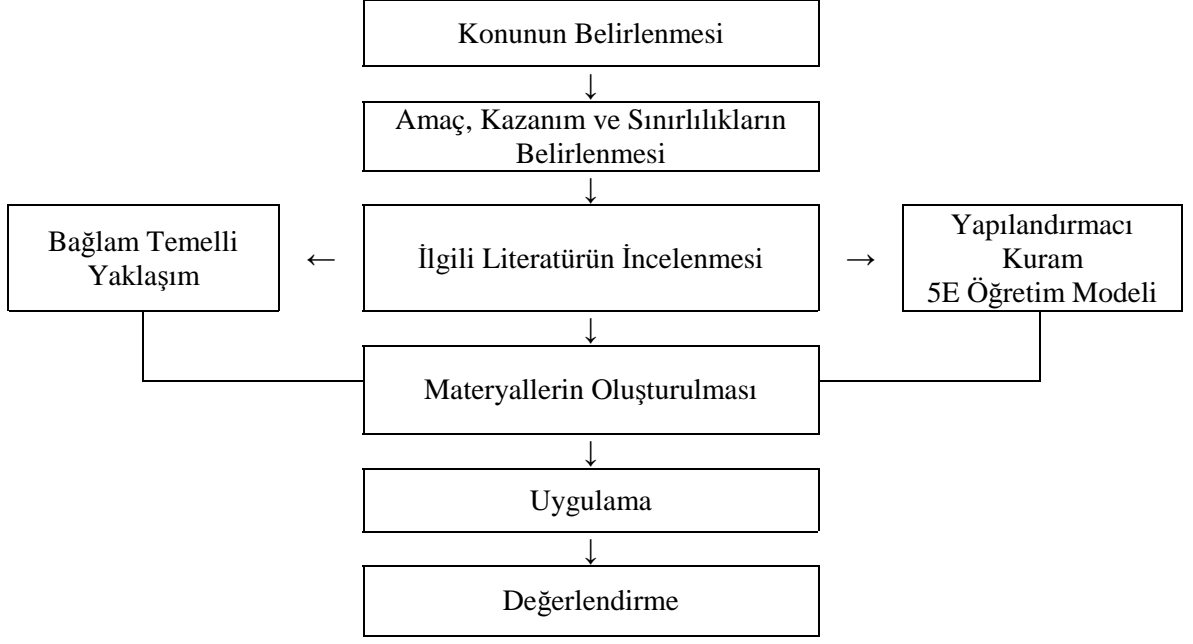 Konunun Belirlenmesi
↓
Amaç, Kazanım ve Sınırlılıkların
Belirlenmesi
↓
Bağlam Temelli
Yaklaşım
←
İlgili Literatürün İncelenmesi
→
Yapılandırmacı
Kuram
5E Öğretim Modeli
↓
Materyallerin Oluşturulması
↓
Uygulama
↓
Değerlendirme